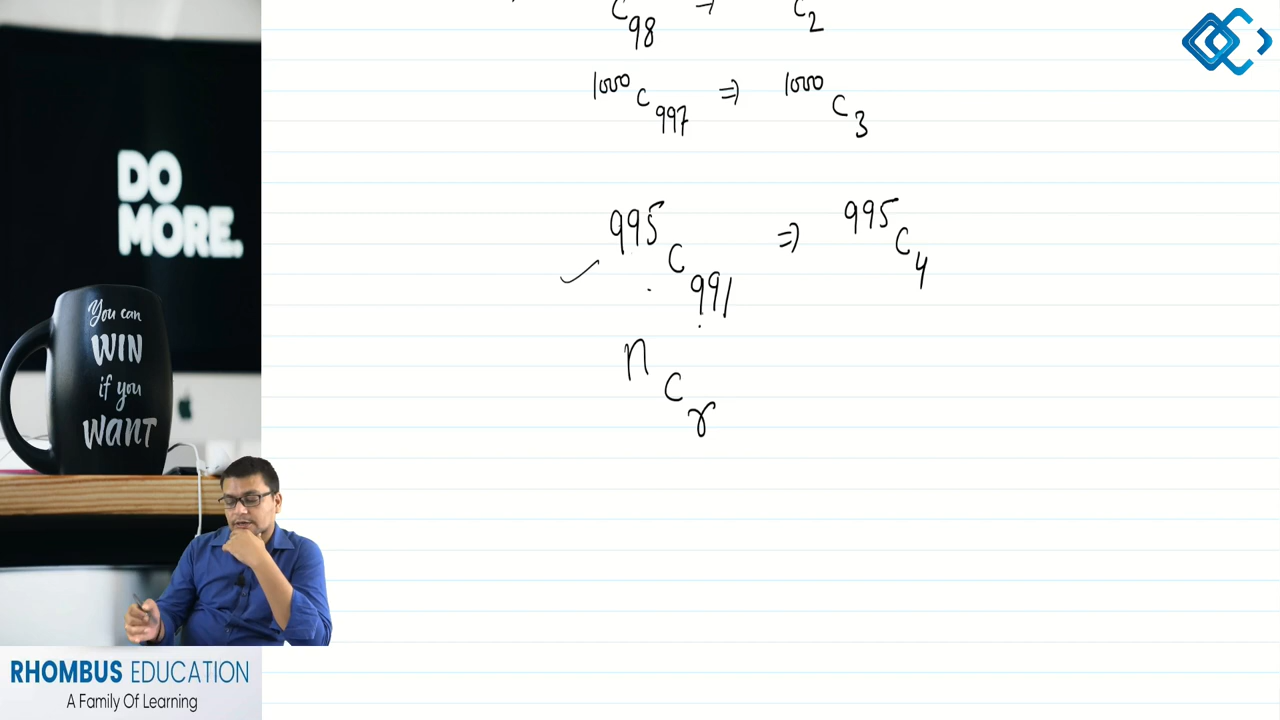 C₉₈ ⇒ C₂
¹⁰⁰⁰C₉₉₇ ⇒ ¹⁰⁰⁰C₃
⁹⁹⁵C₉₉₁ ⇒ ⁹⁹⁵C₄
ⁿCᵣ
DO
MORE.
You can
WIN
if you
WANT
RHOMBUS EDUCATION
A Family Of Learning